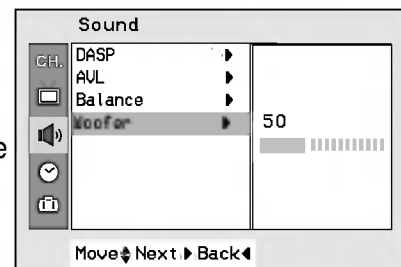 Sound
CH.
DASP
AVL
Balance
Woofer
50
e
Move Next Back